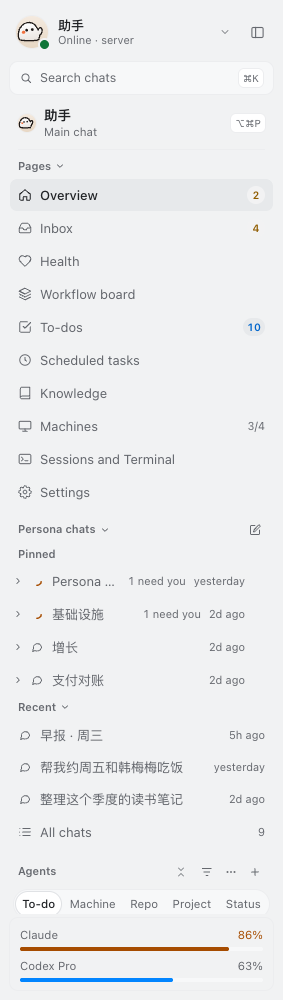 助手
Online · server
Search chats ⌘K
助手
Main chat
⌥⌘P
Pages
Overview 2
Inbox 4
Health
Workflow board
To-dos 10
Scheduled tasks
Knowledge
Machines 3/4
Sessions and Terminal
Settings
Persona chats
Pinned
Persona ... 1 need you yesterday
基础设施 1 need you 2d ago
增长 2d ago
支付对账 2d ago
Recent
早报 · 周三 5h ago
帮我约周五和韩梅梅吃饭 yesterday
整理这个季度的读书笔记 2d ago
All chats 9
Agents
To-do Machine Repo Project Status
Claude 86%
Codex Pro 63%